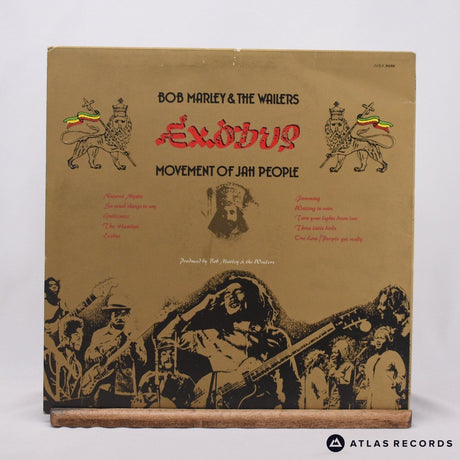 BOB MARLEY & THE WAILERS
EXODUS
MOVEMENT OF JAH PEOPLE
Natural Mystic
So much things to say
Guiltiness
The Heathen
Exodus
Jamming
Waiting in vain
Turn your lights down low
Three little birds
One Love / People get ready
Produced by Bob Marley & the Wailers
ATLAS RECORDS